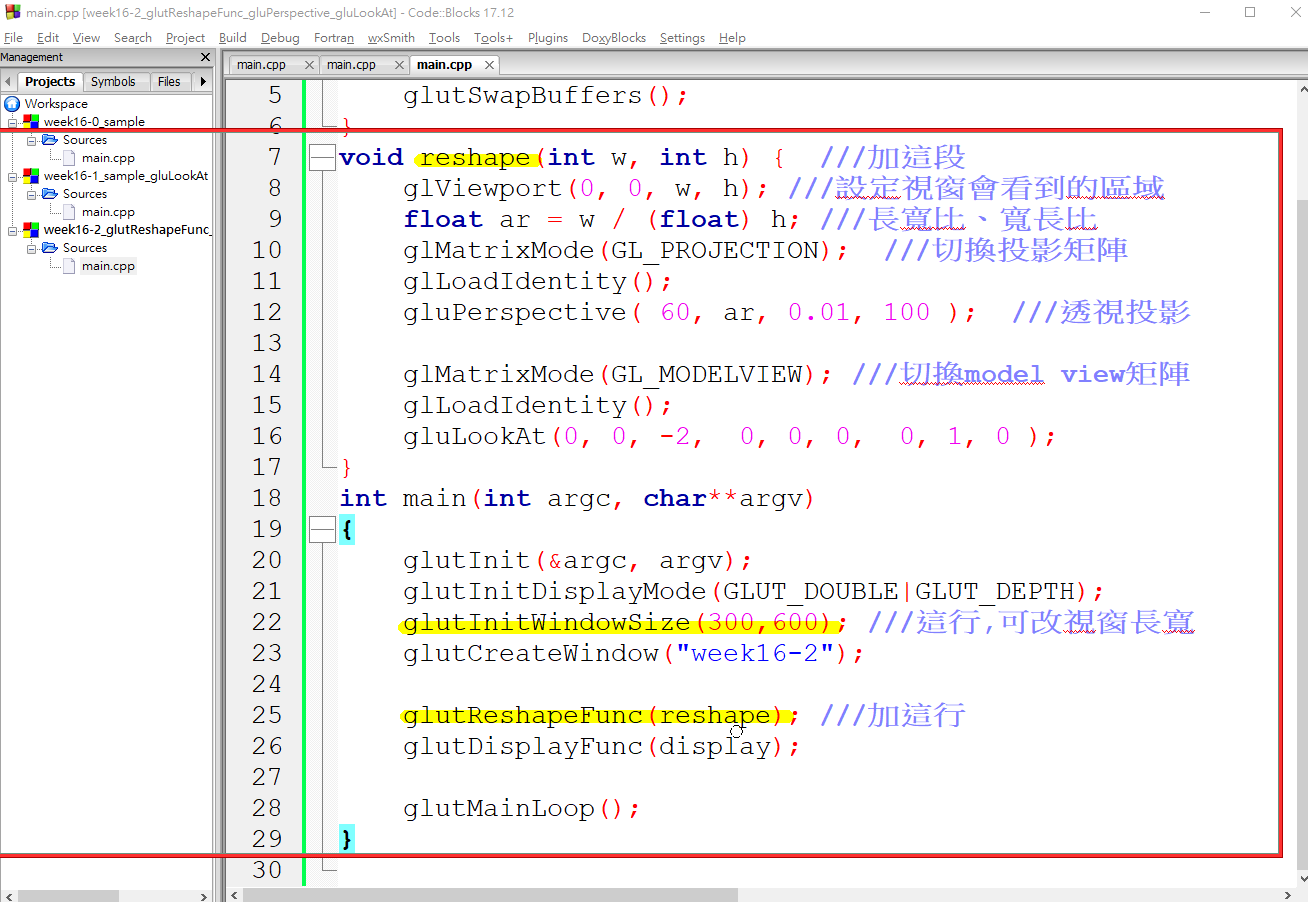 main.cpp [week16-2_glutReshapeFunc_gluPerspective_gluLookAt] - Code::Blocks 17.12
File Edit View Search Project Build Debug Fortran wxSmith Tools Tools+ Plugins DoxyBlocks Settings Help
Management
Projects Symbols Files
Workspace
week16-0_sample
Sources
main.cpp
week16-1_sample_gluLookAt
Sources
main.cpp
week16-2_glutReshapeFunc_
Sources
main.cpp
main.cpp main.cpp main.cpp
5 glutSwapBuffers();
6 }
7 void reshape(int w, int h) { ///加這段
8 glViewport(0, 0, w, h); ///設定視窗會看到的區域
9 float ar = w / (float) h; ///長寬比、寬長比
10 glMatrixMode(GL_PROJECTION); ///切換投影矩陣
11 glLoadIdentity();
12 gluPerspective( 60, ar, 0.01, 100 ); ///透視投影
13
14 glMatrixMode(GL_MODELVIEW); ///切換model view矩陣
15 glLoadIdentity();
16 gluLookAt(0, 0, -2, 0, 0, 0, 0, 1, 0 );
17 }
18 int main(int argc, char**argv)
19 {
20 glutInit(&argc, argv);
21 glutInitDisplayMode(GLUT_DOUBLE|GLUT_DEPTH);
22 glutInitWindowSize(300,600); ///這行,可改視窗長寬
23 glutCreateWindow("week16-2");
24
25 glutReshapeFunc(reshape); ///加這行
26 glutDisplayFunc(display);
27
28 glutMainLoop();
29 }
30